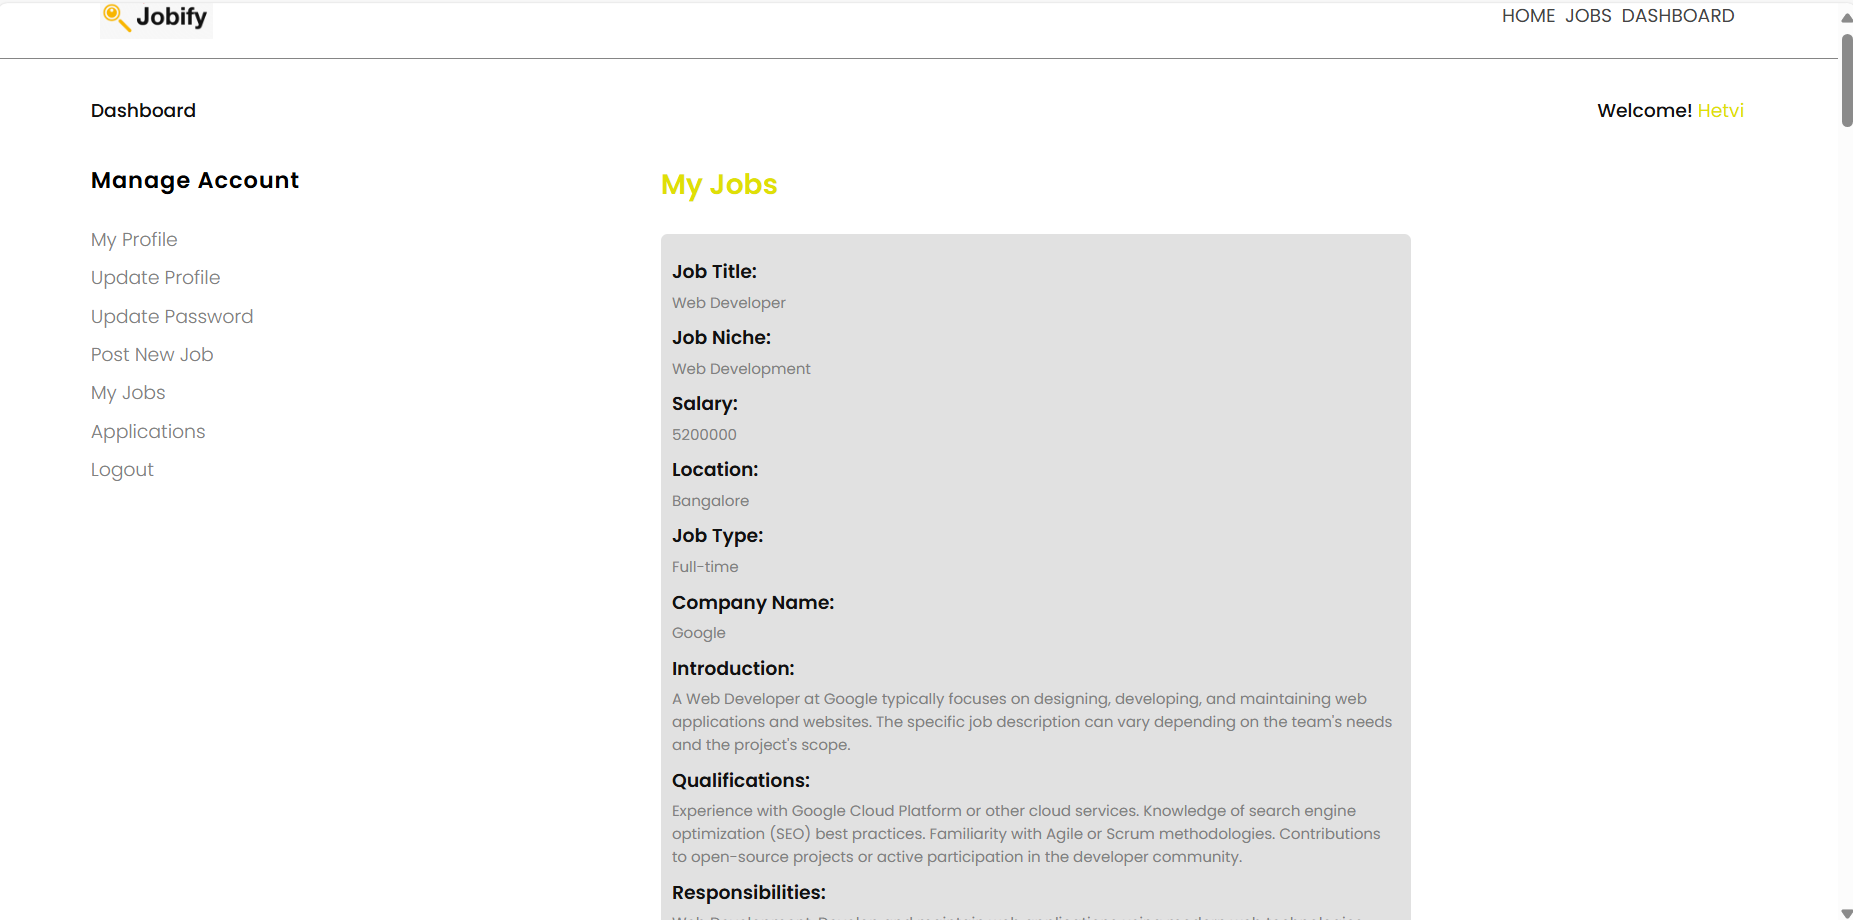 Jobify
HOME JOBS DASHBOARD
Dashboard
Welcome! Hetvi
Manage Account
My Profile
Update Profile
Update Password
Post New Job
My Jobs
Applications
Logout
My Jobs
Job Title:
Web Developer
Job Niche:
Web Development
Salary:
5200000
Location:
Bangalore
Job Type:
Full-time
Company Name:
Google
Introduction:
A Web Developer at Google typically focuses on designing, developing, and maintaining web
applications and websites. The specific job description can vary depending on the team's needs
and the project's scope.
Qualifications:
Experience with Google Cloud Platform or other cloud services. Knowledge of search engine
optimization (SEO) best practices. Familiarity with Agile or Scrum methodologies. Contributions
to open-source projects or active participation in the developer community.
Responsibilities: